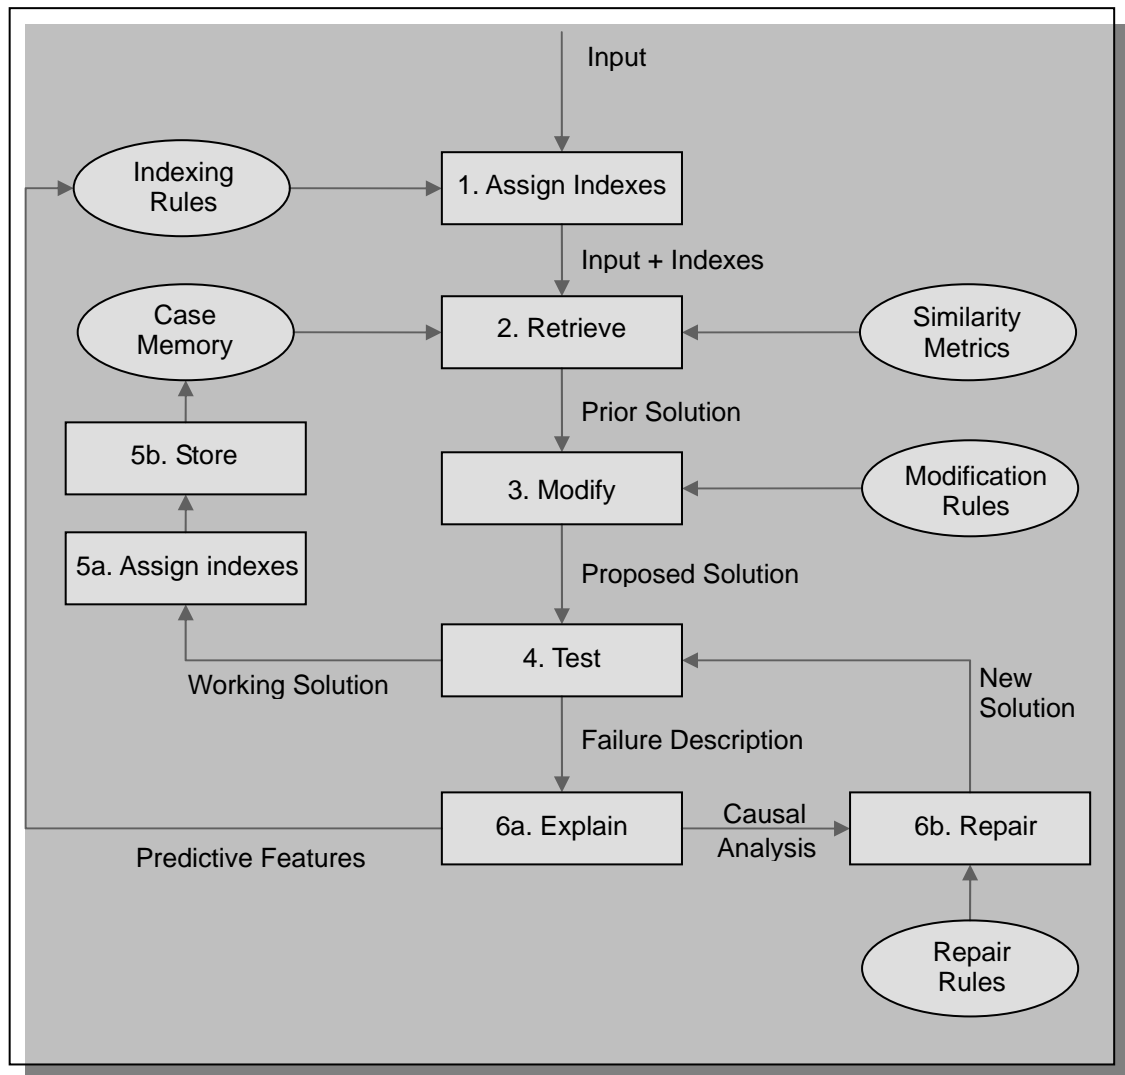 Input
Indexing
Rules
1. Assign Indexes
Input + Indexes
Case
Memory
2. Retrieve
Similarity
Metrics
Prior Solution
5b. Store
3. Modify
Modification
Rules
5a. Assign indexes
Proposed Solution
4. Test
Working Solution
New
Solution
Failure Description
6a. Explain
Causal
Analysis
6b. Repair
Predictive Features
Repair
Rules